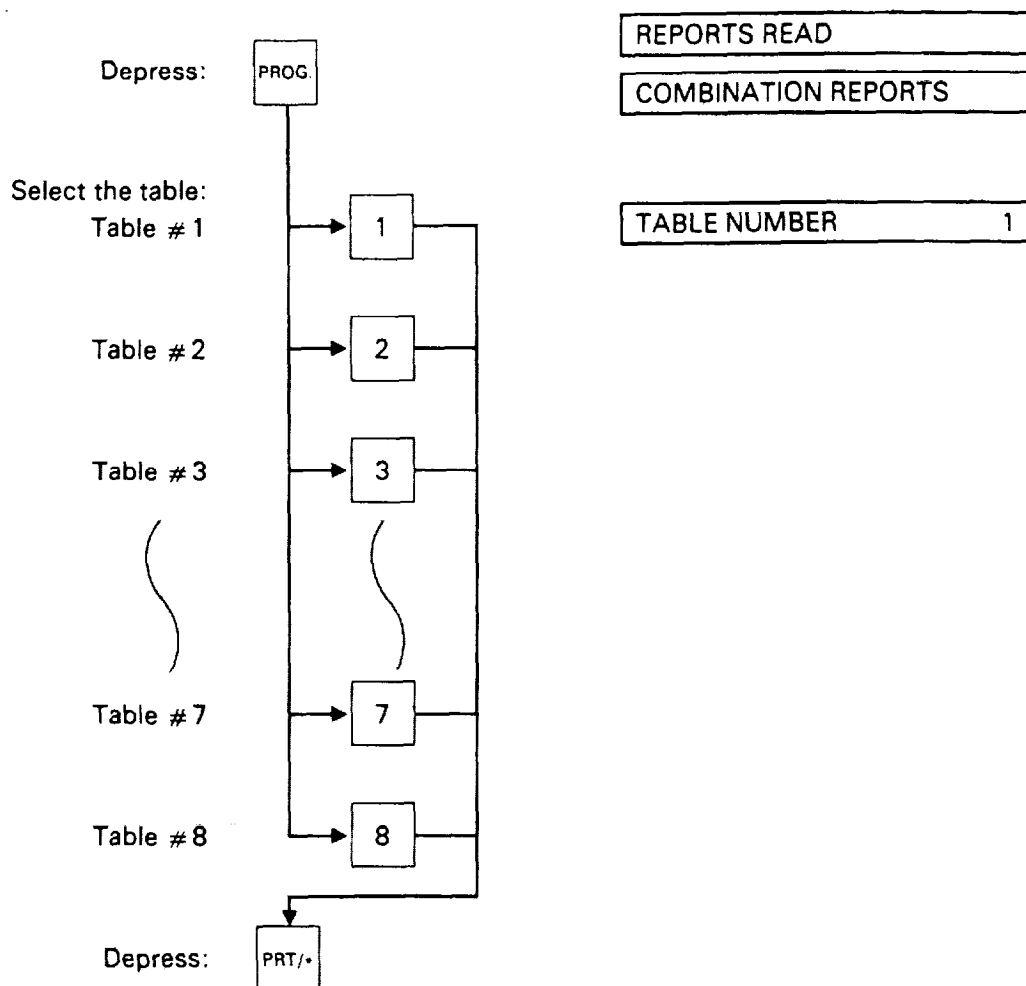 REPORTS READ
Depress: PROG.
COMBINATION REPORTS
Select the table:
Table #1 1
TABLE NUMBER 1
Table #2 2
Table #3 3
Table #7 7
Table #8 8
Depress: PRT/•